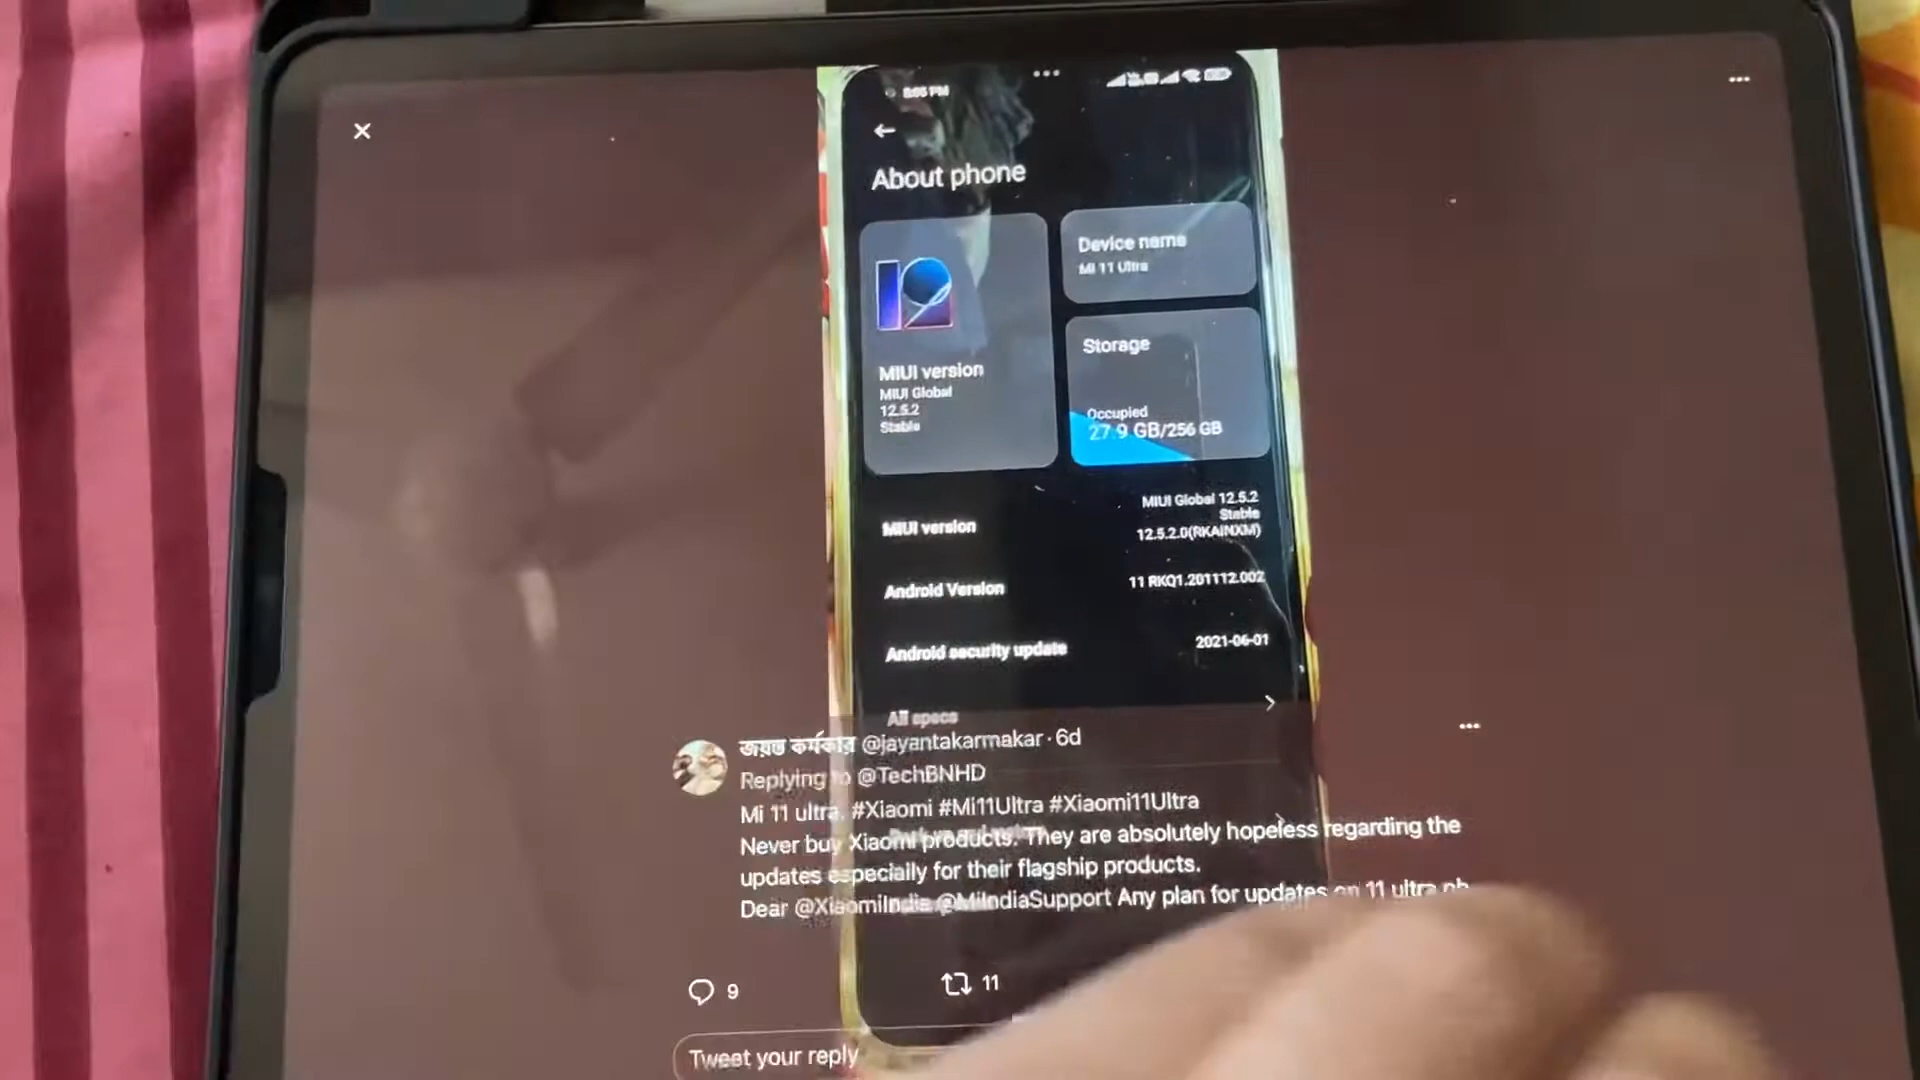 8:05 PM
About phone
Device name
Mi 11 Ultra
MIUI version
MIUI Global
12.5.2
Stable
Storage
Occupied
27.9 GB/256 GB
MIUI version
MIUI Global 12.5.2
Stable
12.5.2.0(RKAINXM)
Android Version
11 RKQ1.201112.002
Android security update
2021-06-01
All specs
জয়ন্ত কর্মকার @jayantakarmakar · 6d
Replying to @TechBNHD
Mi 11 ultra. #Xiaomi #Mi11Ultra #Xiaomi11Ultra
Never buy Xiaomi products. They are absolutely hopeless regarding the
updates especially for their flagship products.
Dear @XiaomiIndia @MiIndiaSupport Any plan for updates on 11 ultra
9
11
Tweet your reply